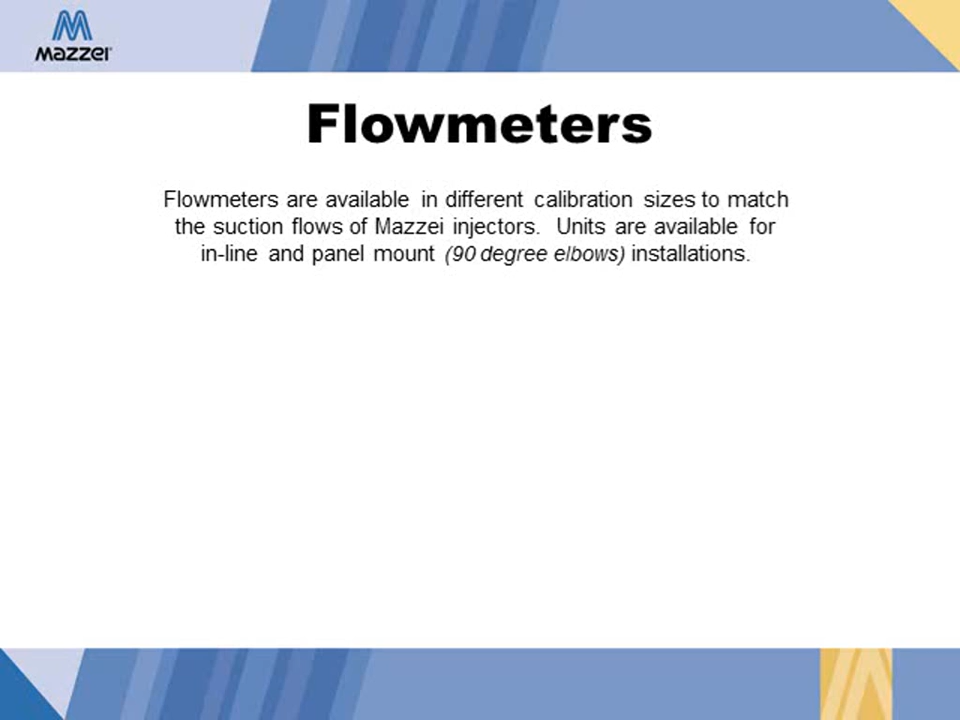 mazzei
Flowmeters
Flowmeters are available in different calibration sizes to match
the suction flows of Mazzei injectors. Units are available for
in-line and panel mount (90 degree elbows) installations.